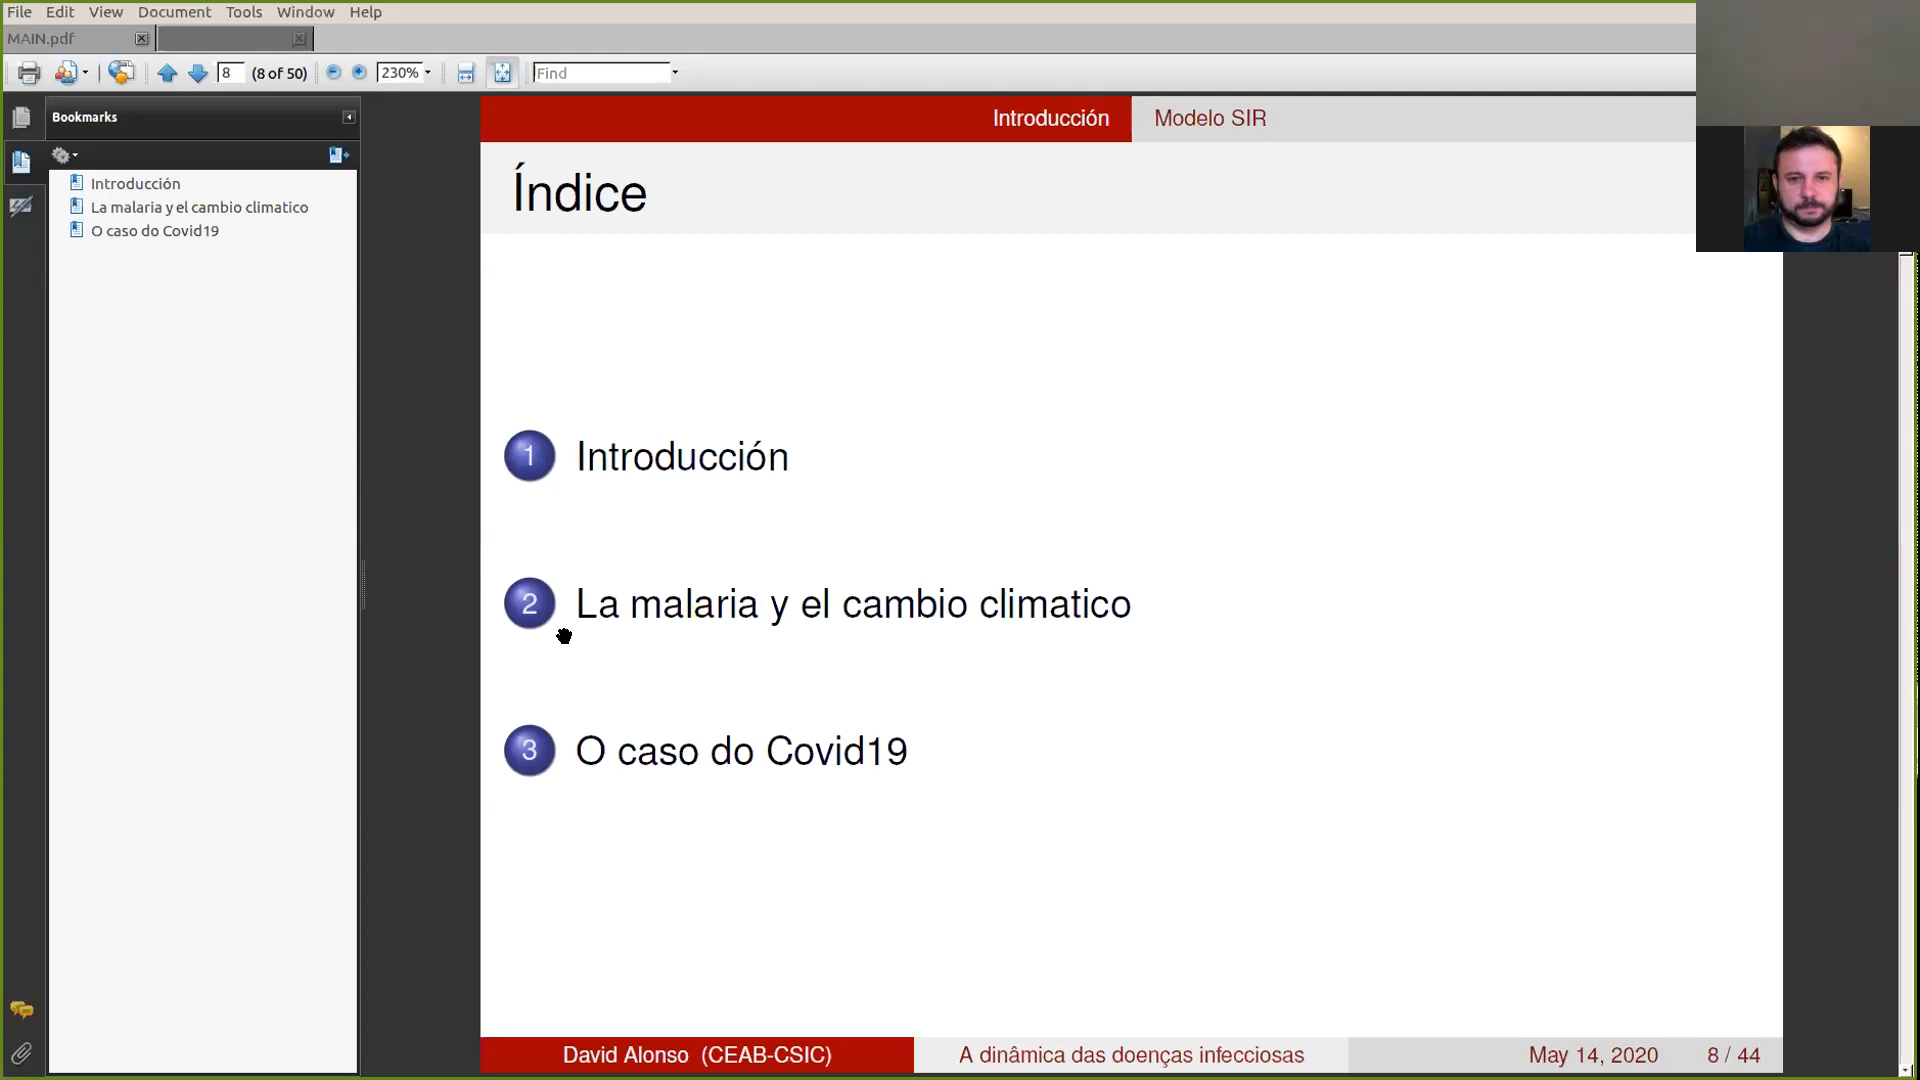 File Edit View Document Tools Window Help
MAIN.pdf
8 (8 of 50) 230% Find
Bookmarks
Introducción
La malaria y el cambio climatico
O caso do Covid19
Introducción Modelo SIR
Índice
1 Introducción
2 La malaria y el cambio climatico
3 O caso do Covid19
David Alonso (CEAB-CSIC) A dinâmica das doenças infecciosas May 14, 2020 8 / 44